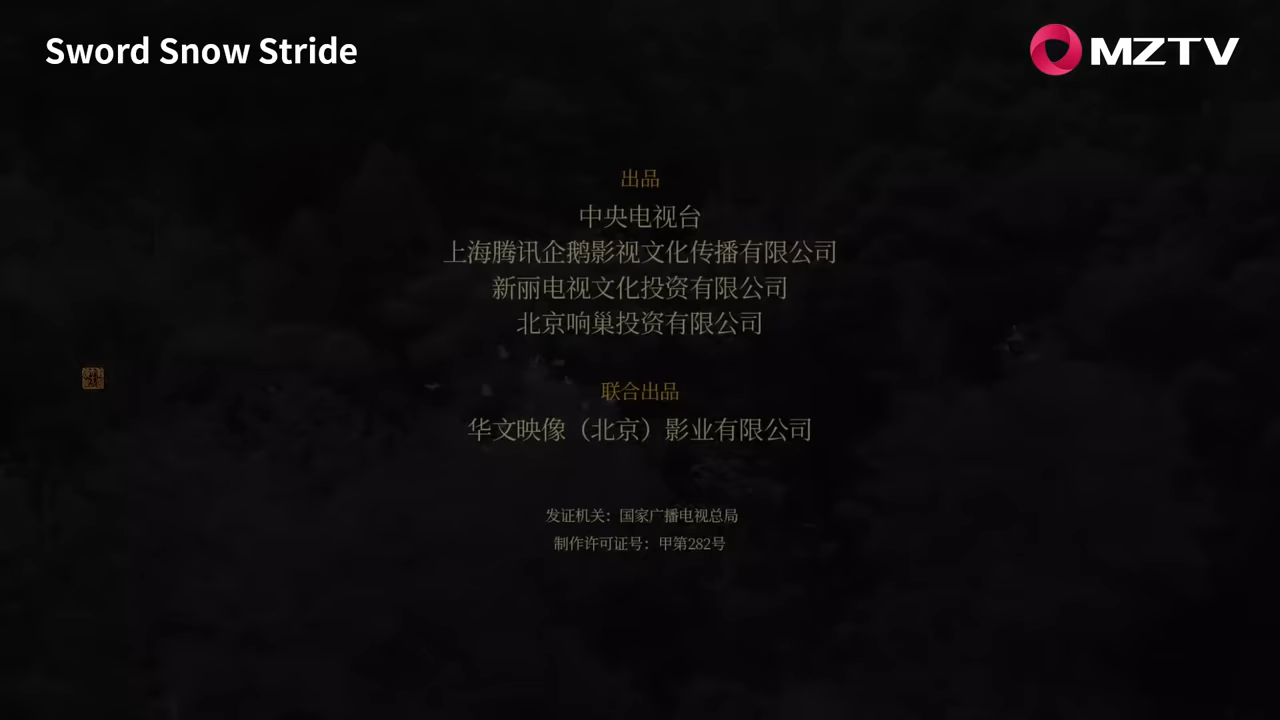 Sword Snow Stride
MZTV
出品
中央电视台
上海腾讯企鹅影视文化传播有限公司
新丽电视文化投资有限公司
北京响巢投资有限公司
联合出品
华文映像（北京）影业有限公司
发证机关：国家广播电视总局
制作许可证号：甲第282号